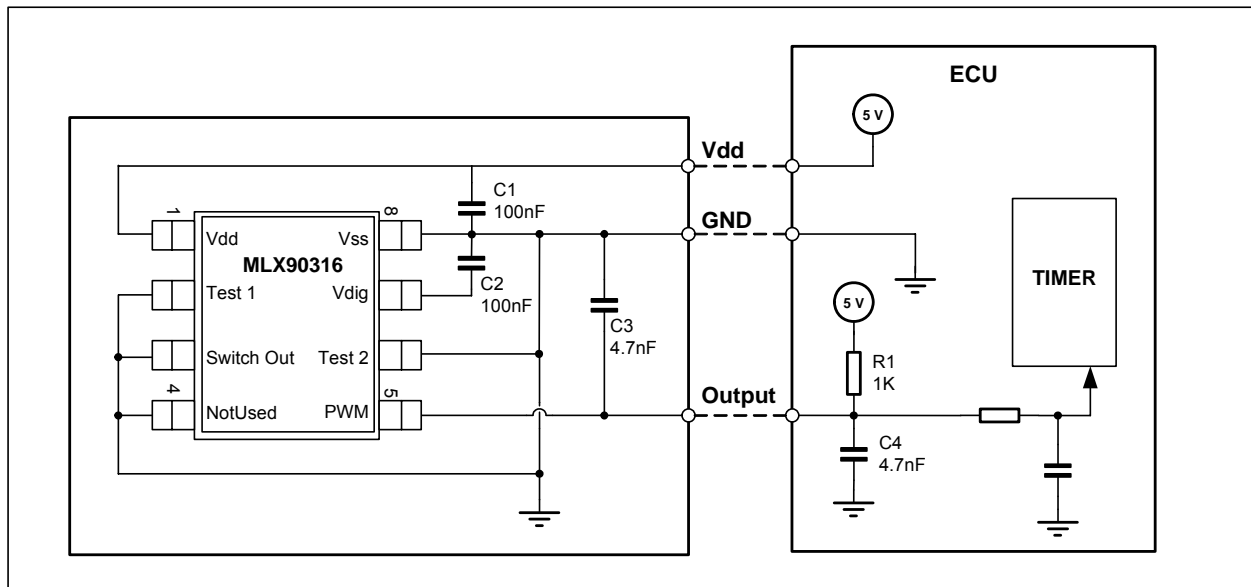 ECU
5 V
Vdd
C1
100nF
1
8
GND
Vdd
Vss
MLX90316
C2
100nF
Test 1
Vdig
TIMER
5 V
C3
4.7nF
Switch Out
Test 2
R1
1K
Output
4
5
NotUsed
PWM
C4
4.7nF